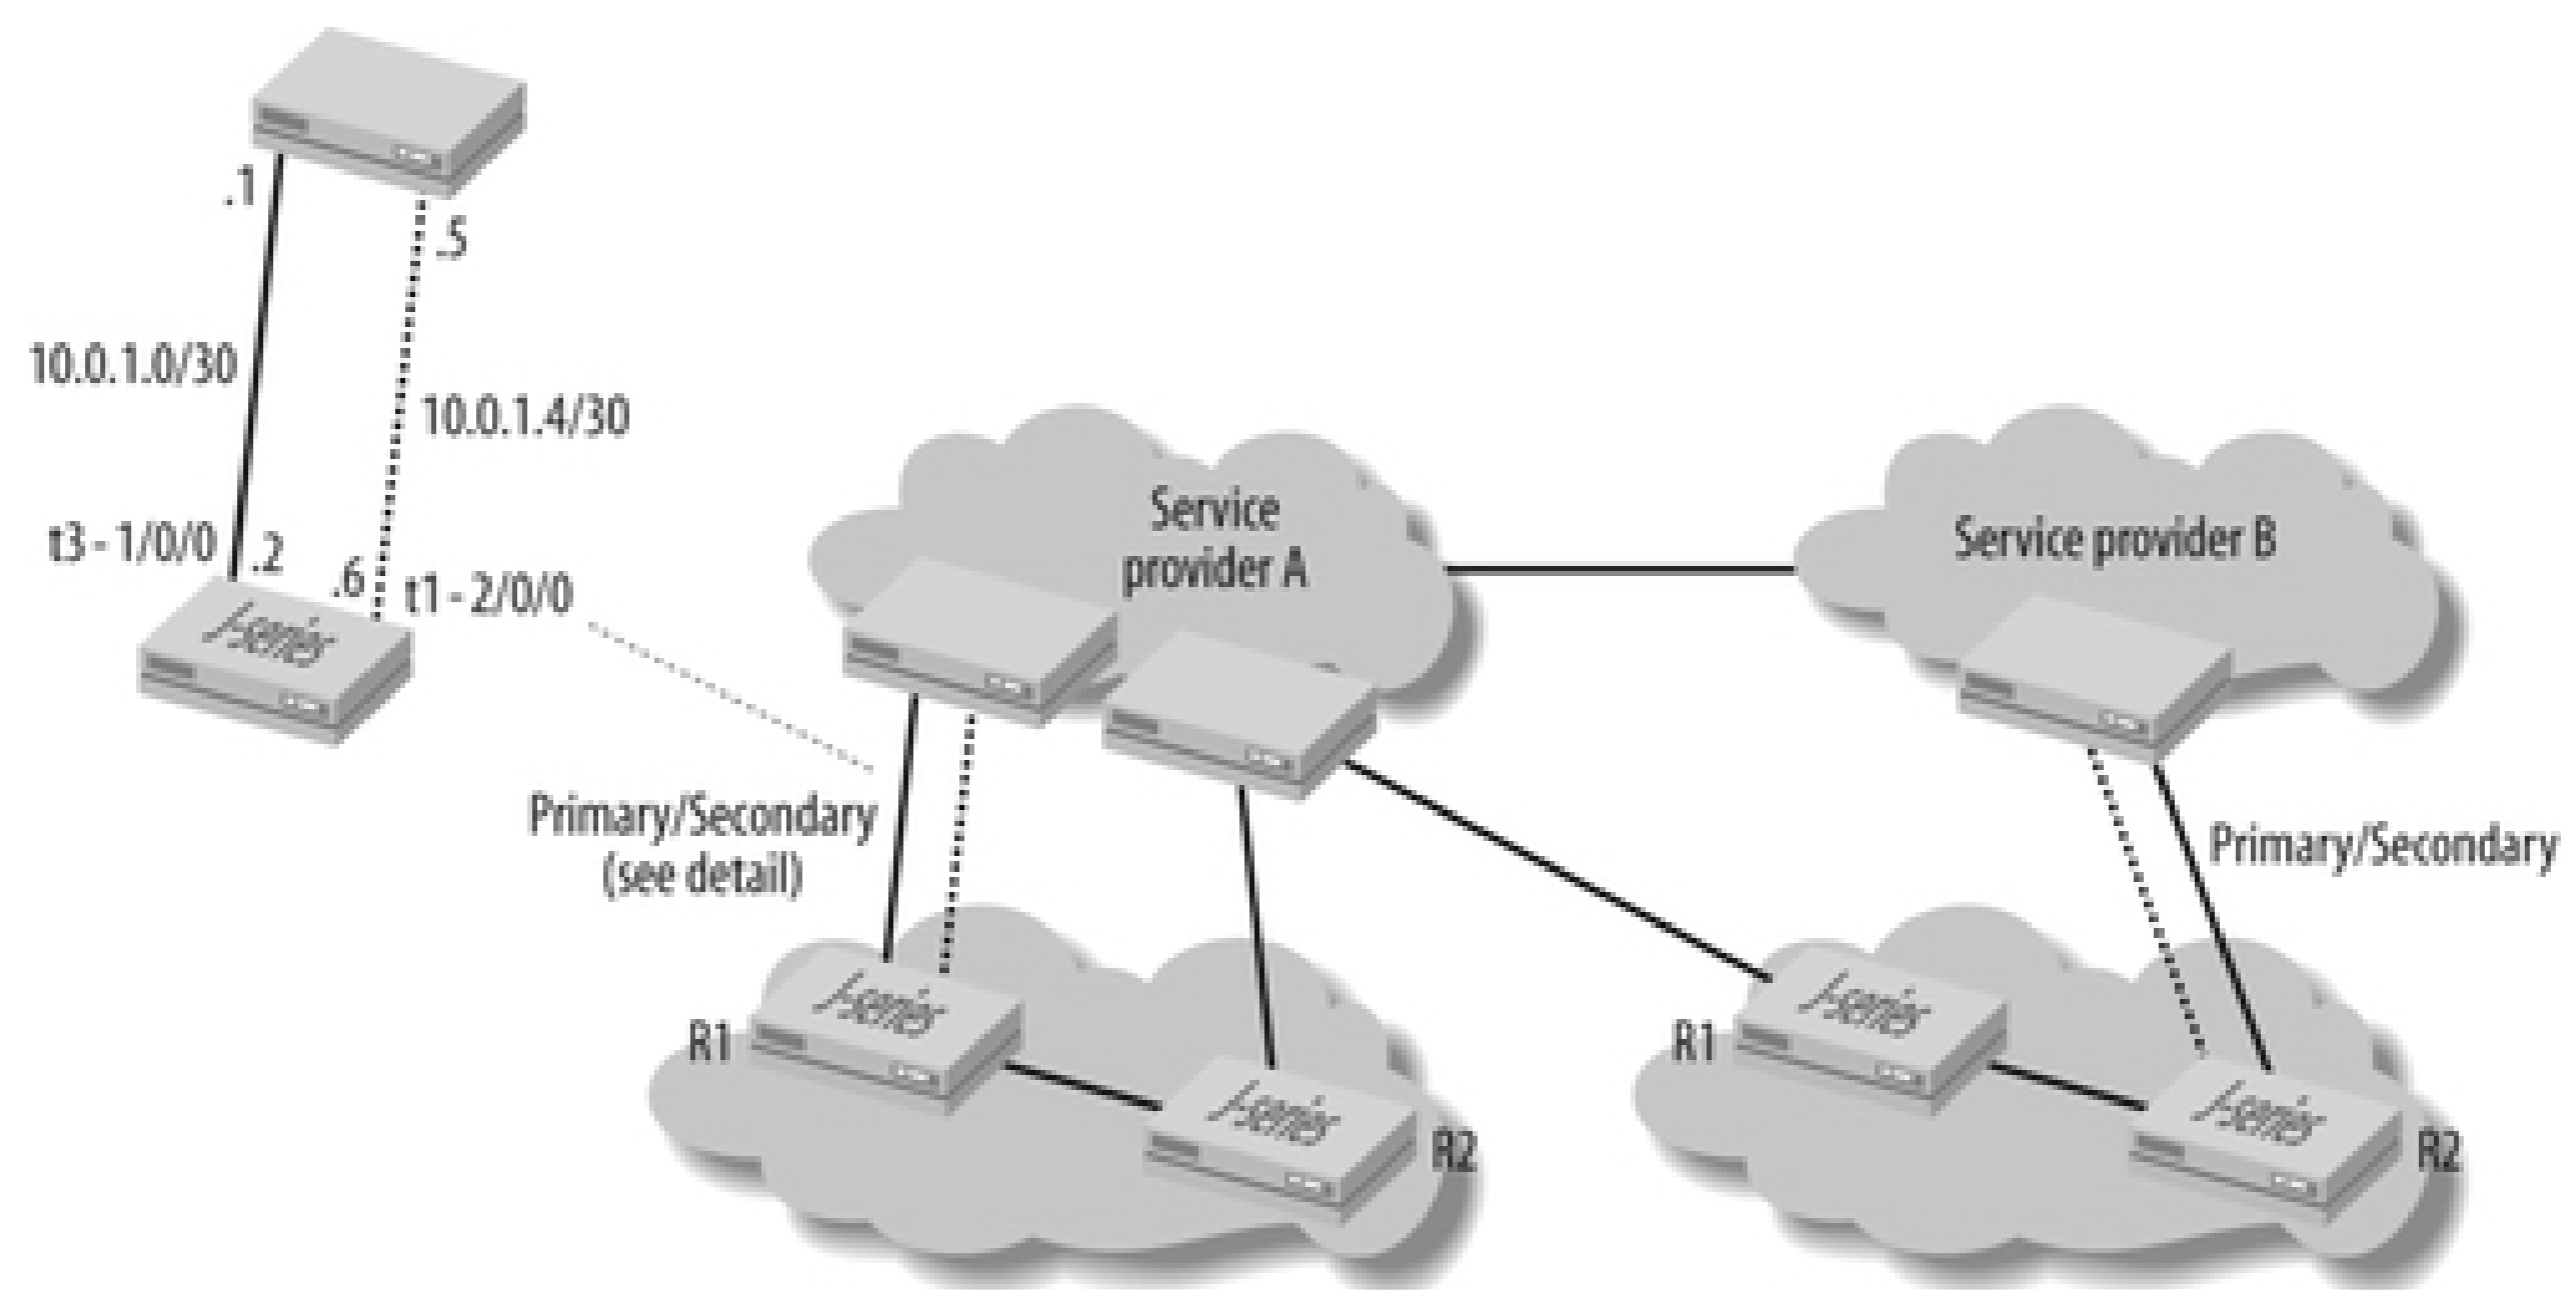 .1
.5
10.0.1.0/30
10.0.1.4/30
t3 - 1/0/0
.2
.6
t1 - 2/0/0
J-series
Service
provider A
Service provider B
Primary/Secondary
(see detail)
Primary/Secondary
R1
J-series
J-series
R2
R1
J-series
J-series
R2